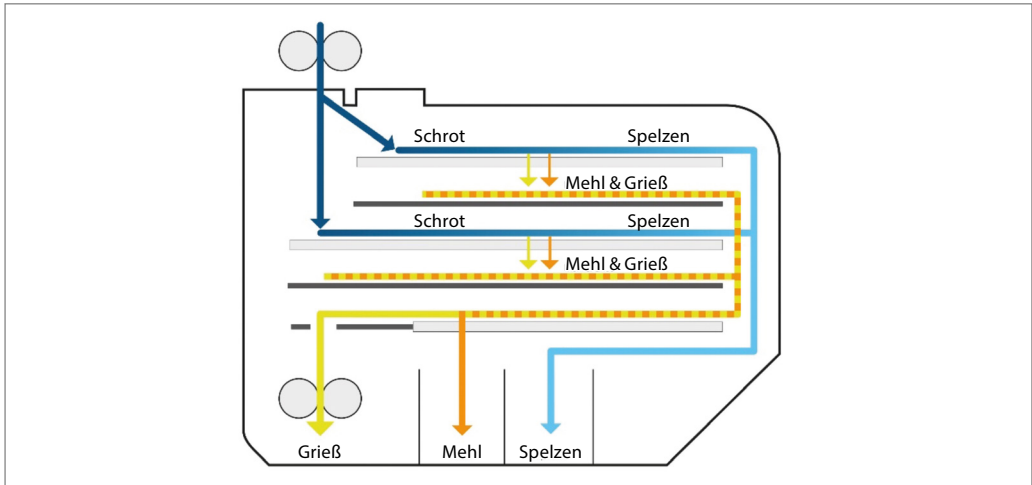 Schrot Spelzen
Mehl & Grieß
Schrot Spelzen
Mehl & Grieß
Grieß Mehl Spelzen